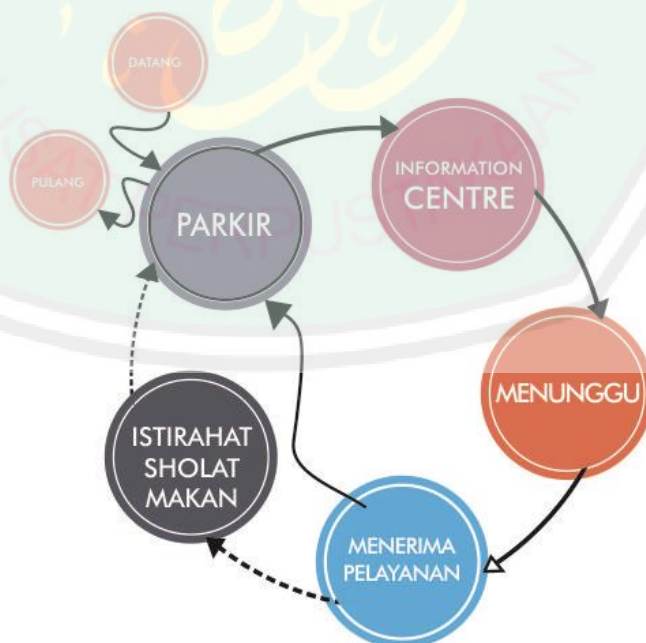 DATANG
PULANG
PARKIR
INFORMATION
CENTRE
MENUNGGU
MENERIMA
PELAYANAN
ISTIRAHAT
SHOLAT
MAKAN